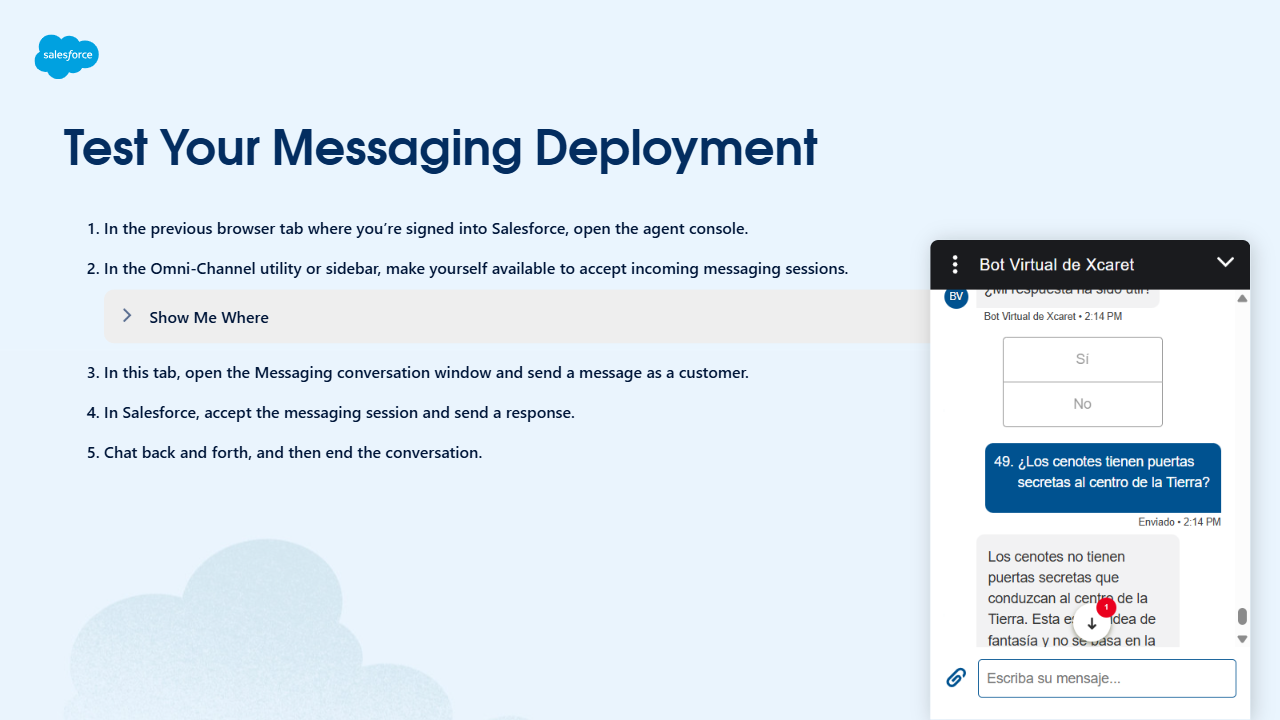 salesforce
Test Your Messaging Deployment
1. In the previous browser tab where you’re signed into Salesforce, open the agent console.
2. In the Omni-Channel utility or sidebar, make yourself available to accept incoming messaging sessions.
Show Me Where
3. In this tab, open the Messaging conversation window and send a message as a customer.
4. In Salesforce, accept the messaging session and send a response.
5. Chat back and forth, and then end the conversation.
Bot Virtual de Xcaret
BV
¿Mi respuesta ha sido útil?
Bot Virtual de Xcaret • 2:14 PM
Sí
No
49. ¿Los cenotes tienen puertas
secretas al centro de la Tierra?
Enviado • 2:14 PM
Los cenotes no tienen
puertas secretas que
conduzcan al centro de la
Tierra. Esta idea de
fantasía y no se basa en la
1
Escriba su mensaje...